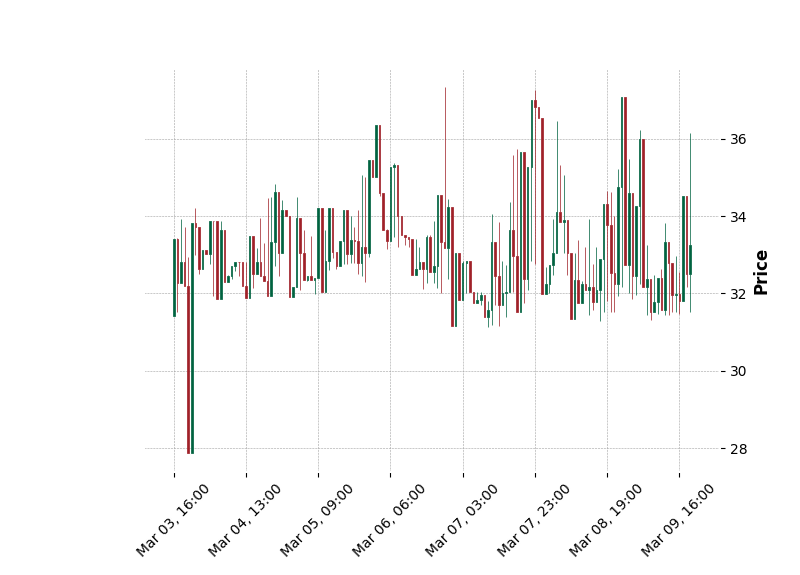 36
34
32
30
28
Price
Mar 03, 16:00
Mar 04, 13:00
Mar 05, 09:00
Mar 06, 06:00
Mar 07, 03:00
Mar 07, 23:00
Mar 08, 19:00
Mar 09, 16:00